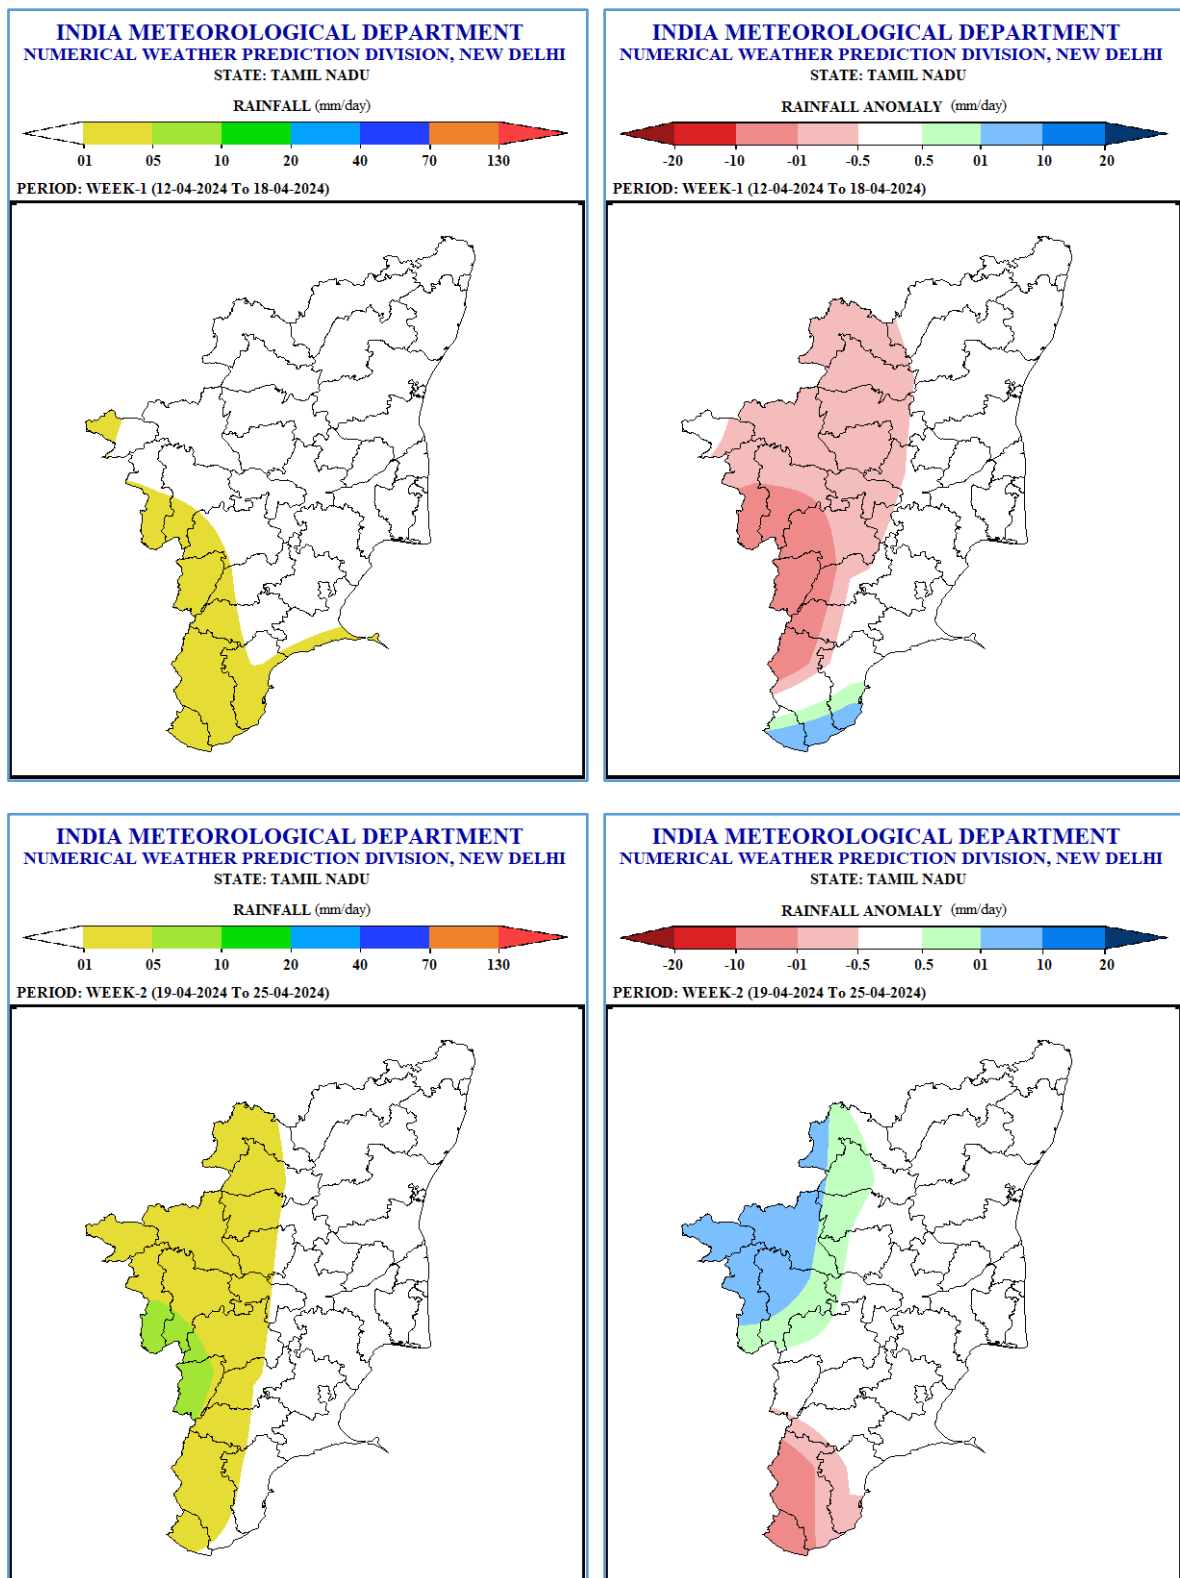 INDIA METEOROLOGICAL DEPARTMENT
NUMERICAL WEATHER PREDICTION DIVISION, NEW DELHI
STATE: TAMIL NADU
RAINFALL (mm/day)
01 05 10 20 40 70 130
PERIOD: WEEK-1 (12-04-2024 To 18-04-2024)
INDIA METEOROLOGICAL DEPARTMENT
NUMERICAL WEATHER PREDICTION DIVISION, NEW DELHI
STATE: TAMIL NADU
RAINFALL ANOMALY (mm/day)
-20 -10 -01 -0.5 0.5 01 10 20
PERIOD: WEEK-1 (12-04-2024 To 18-04-2024)
INDIA METEOROLOGICAL DEPARTMENT
NUMERICAL WEATHER PREDICTION DIVISION, NEW DELHI
STATE: TAMIL NADU
RAINFALL (mm/day)
01 05 10 20 40 70 130
PERIOD: WEEK-2 (19-04-2024 To 25-04-2024)
INDIA METEOROLOGICAL DEPARTMENT
NUMERICAL WEATHER PREDICTION DIVISION, NEW DELHI
STATE: TAMIL NADU
RAINFALL ANOMALY (mm/day)
-20 -10 -01 -0.5 0.5 01 10 20
PERIOD: WEEK-2 (19-04-2024 To 25-04-2024)